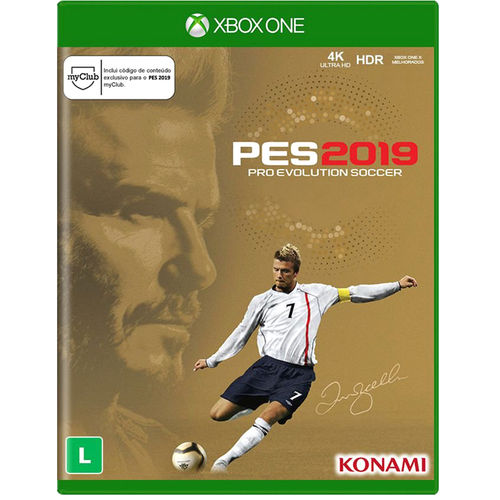 XBOX ONE
myClub
Inclui código de conteúdo
exclusivo para o PES 2019
myClub.
4K
ULTRA HD
HDR
XBOX ONE X
MELHORADOS
PES2019
PRO EVOLUTION SOCCER
7
7
L
KONAMI